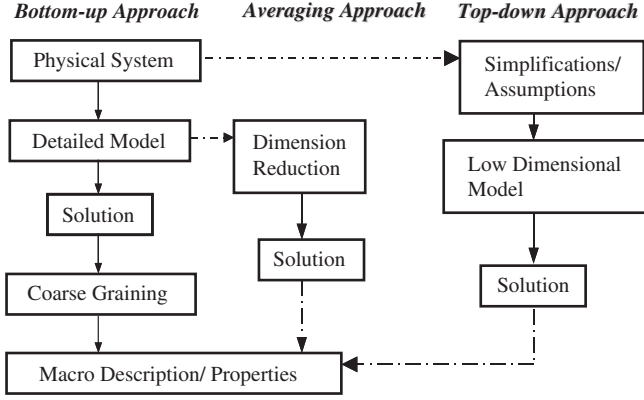 Bottom-up Approach
Averaging Approach
Top-down Approach
Physical System
Simplifications/
Assumptions
Detailed Model
Dimension
Reduction
Low Dimensional
Model
Solution
Solution
Solution
Coarse Graining
Macro Description/ Properties